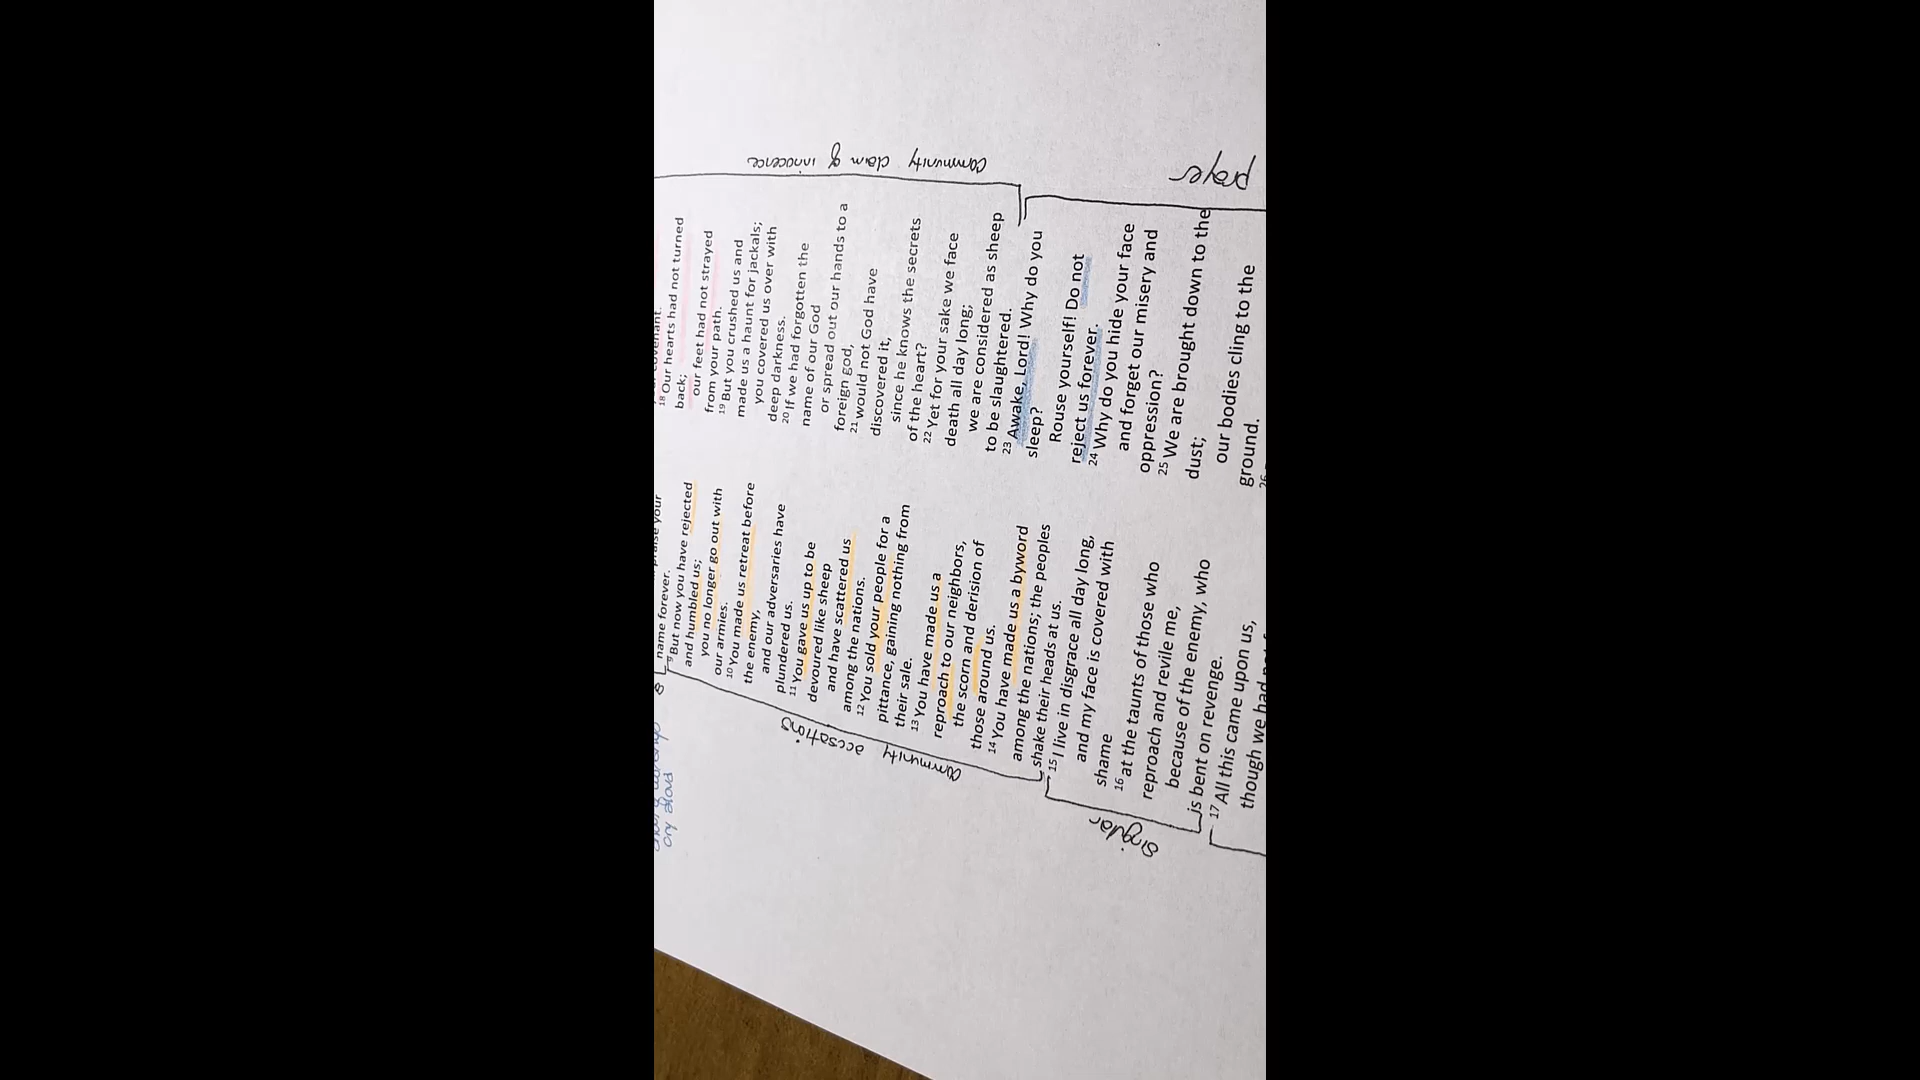 name forever.
9 But now you have rejected
and humbled us;
you no longer go out with
our armies.
10 You made us retreat before
the enemy,
and our adversaries have
plundered us.
11 You gave us up to be
devoured like sheep
and have scattered us
among the nations.
12 You sold your people for a
pittance, gaining nothing from
their sale.
13 You have made us a
reproach to our neighbors,
the scorn and derision of
those around us.
14 You have made us a byword
among the nations; the peoples
shake their heads at us.
15 I live in disgrace all day long,
and my face is covered with
shame
16 at the taunts of those who
reproach and revile me,
because of the enemy, who
is bent on revenge.
17 All this came upon us,
though we had
community accsations
singular
18 Our hearts had not turned
back;
our feet had not strayed
from your path.
19 But you crushed us and
made us a haunt for jackals;
you covered us over with
deep darkness.
20 If we had forgotten the
name of our God
or spread out our hands to a
foreign god,
21 would not God have
discovered it,
since he knows the secrets
of the heart?
22 Yet for your sake we face
death all day long;
we are considered as sheep
to be slaughtered.
23 Awake, Lord! Why do you
sleep?
Rouse yourself! Do not
reject us forever.
24 Why do you hide your face
and forget our misery and
oppression?
25 We are brought down to the
dust;
our bodies cling to the
ground.
community claim of innocence
prayer